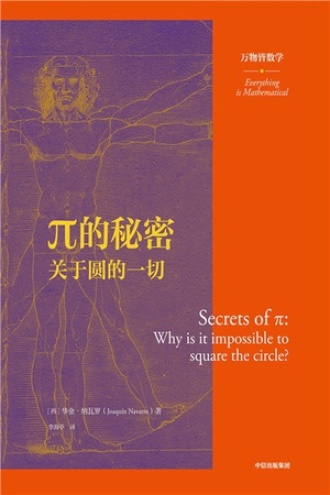 万物皆数学
Everything
is Mathematical
π的秘密
关于圆的一切
Secrets of π:
Why is it impossible to
square the circle?
[西] 华金·纳瓦罗（Joaquín Navarro）著
译
中信出版集团